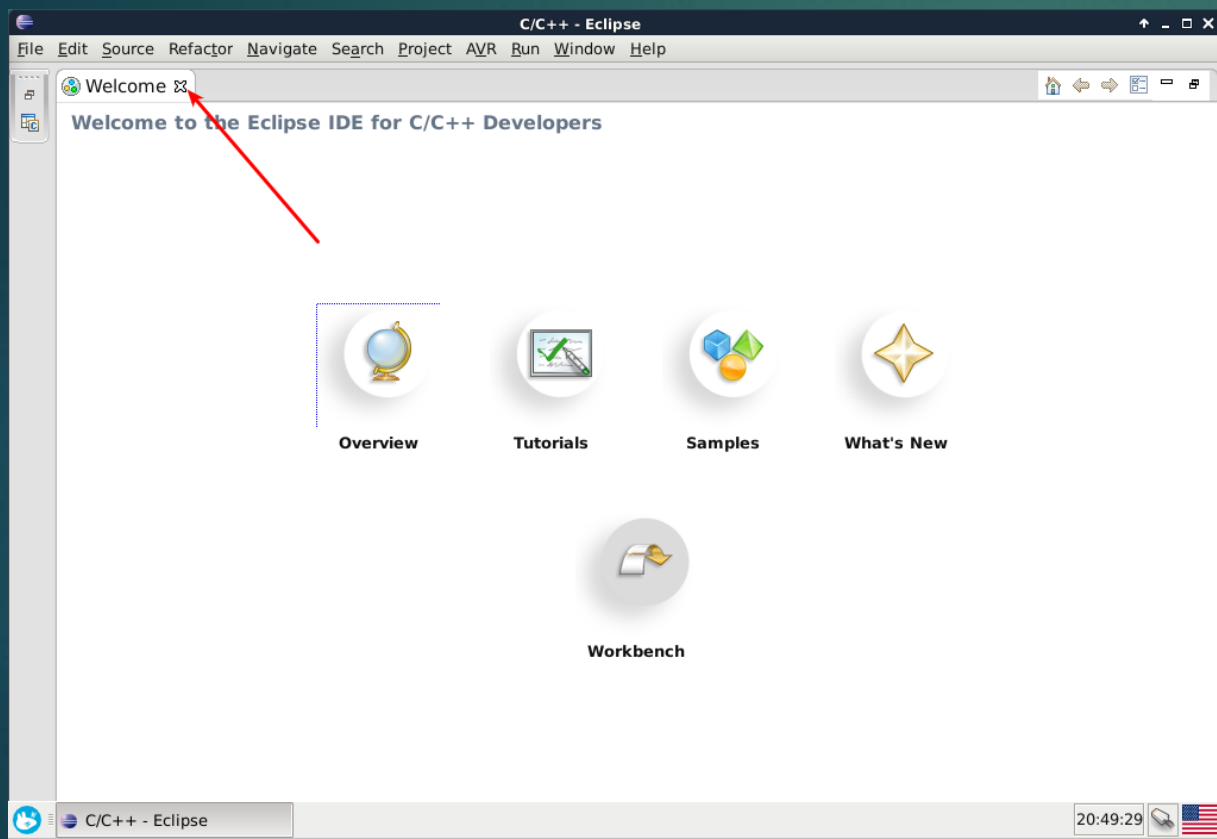 C/C++ - Eclipse
File Edit Source Refactor Navigate Search Project AVR Run Window Help
Welcome
Welcome to the Eclipse IDE for C/C++ Developers
Overview Tutorials Samples What's New
Workbench
C/C++ - Eclipse 20:49:29